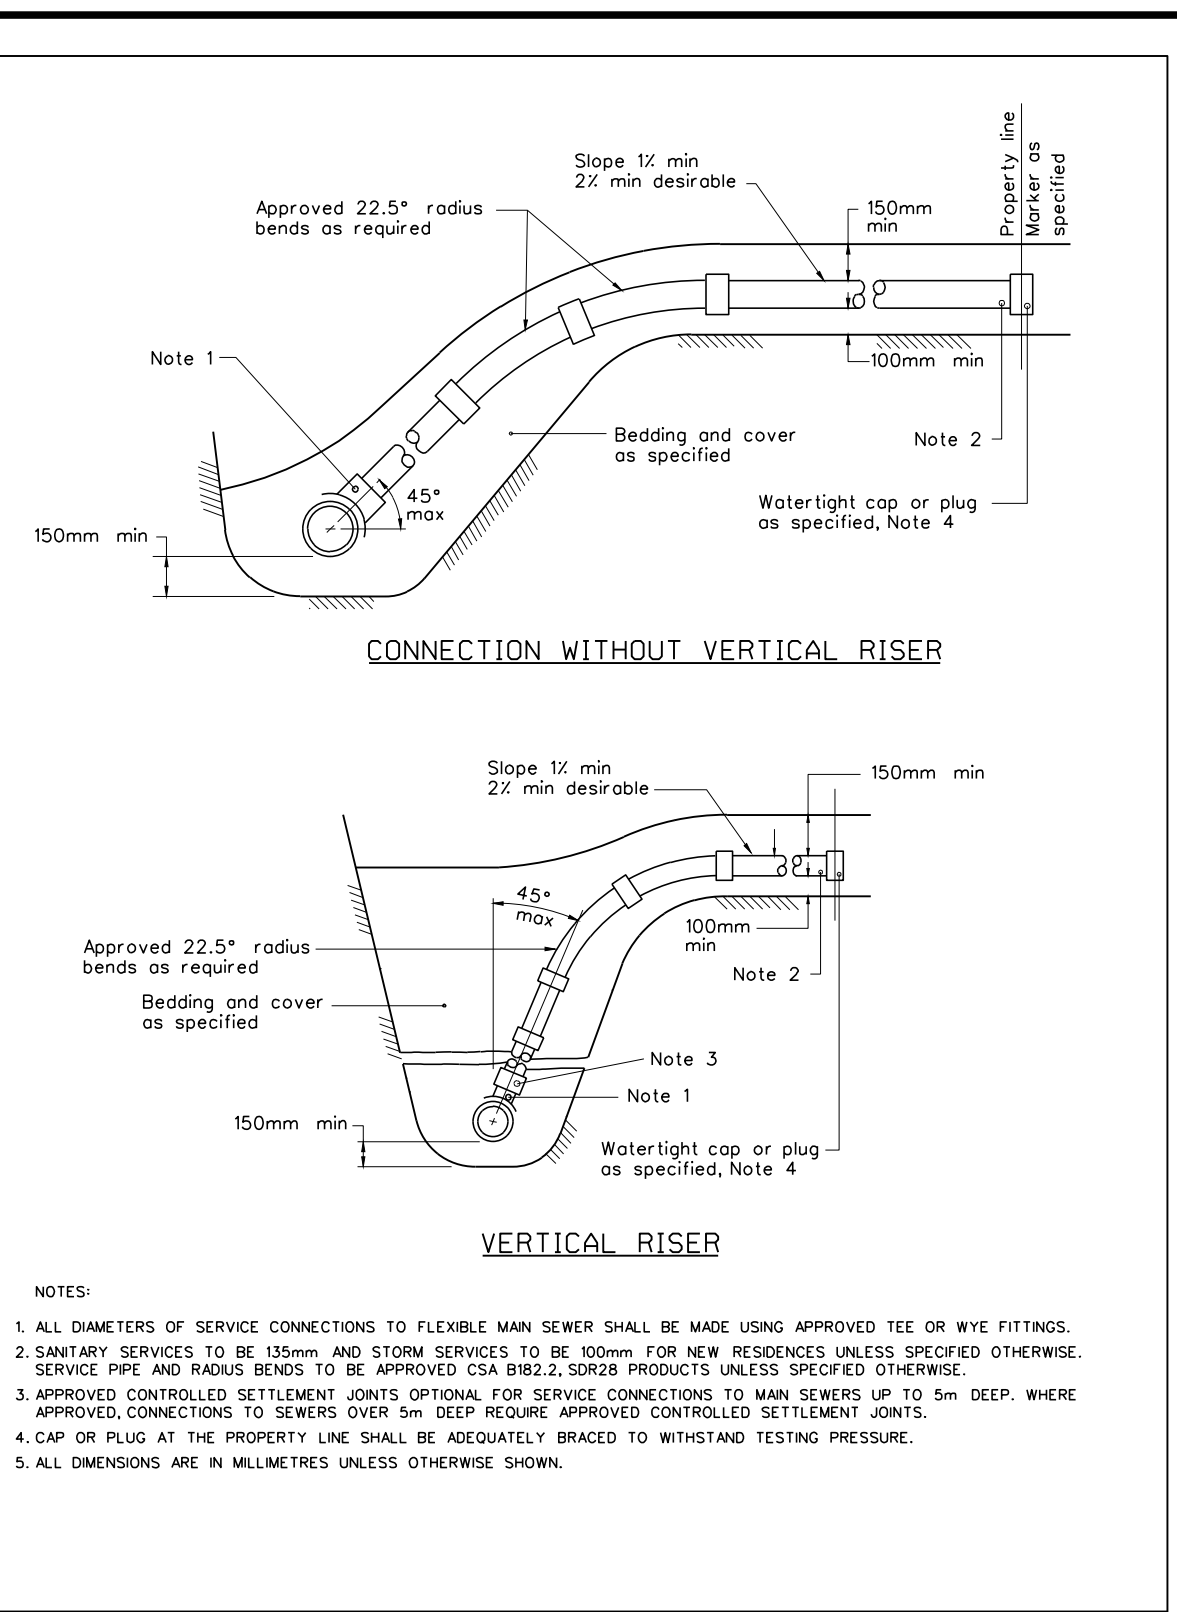 Property line
Marker as
specified
Slope 1% min
2% min desirable
Approved 22.5° radius
bends as required
150mm
min
Note 1
100mm min
Bedding and cover
as specified
Note 2
45°
max
Watertight cap or plug
as specified, Note 4
150mm min
CONNECTION WITHOUT VERTICAL RISER
Slope 1% min
2% min desirable
150mm min
45°
max
Approved 22.5° radius
bends as required
100mm
min
Note 2
Bedding and cover
as specified
Note 3
Note 1
150mm min
Watertight cap or plug
as specified, Note 4
VERTICAL RISER
NOTES:
1. ALL DIAMETERS OF SERVICE CONNECTIONS TO FLEXIBLE MAIN SEWER SHALL BE MADE USING APPROVED TEE OR WYE FITTINGS.
2. SANITARY SERVICES TO BE 135mm AND STORM SERVICES TO BE 100mm FOR NEW RESIDENCES UNLESS SPECIFIED OTHERWISE.
SERVICE PIPE AND RADIUS BENDS TO BE APPROVED CSA B182.2, SDR28 PRODUCTS UNLESS SPECIFIED OTHERWISE.
3. APPROVED CONTROLLED SETTLEMENT JOINTS OPTIONAL FOR SERVICE CONNECTIONS TO MAIN SEWERS UP TO 5m DEEP. WHERE
APPROVED, CONNECTIONS TO SEWERS OVER 5m DEEP REQUIRE APPROVED CONTROLLED SETTLEMENT JOINTS.
4. CAP OR PLUG AT THE PROPERTY LINE SHALL BE ADEQUATELY BRACED TO WITHSTAND TESTING PRESSURE.
5. ALL DIMENSIONS ARE IN MILLIMETRES UNLESS OTHERWISE SHOWN.